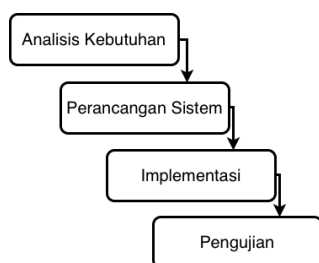 Analisis Kebutuhan
Perancangan Sistem
Implementasi
Pengujian